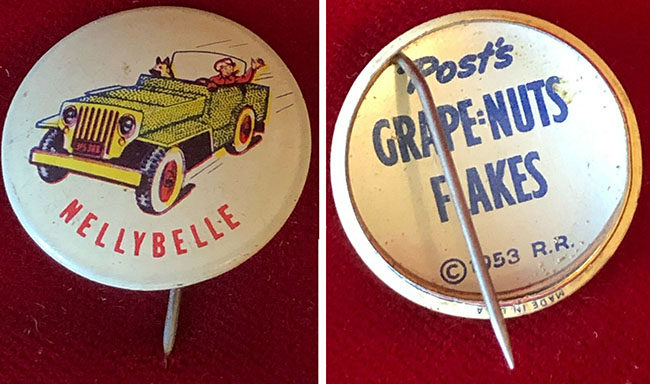 NELLYBELLE
Post's
GRAPE-NUTS
FLAKES
© 1953 R.R.
MADE IN U.S.A